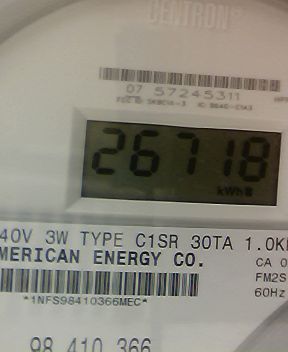 CENTRON®
07 57245311
26718
kWh
40V 3W TYPE C1SR 30TA 1.0K
MERICAN ENERGY CO.
CA 0
FM2S
60Hz
*1NFS98410366MEC*
98 410 366